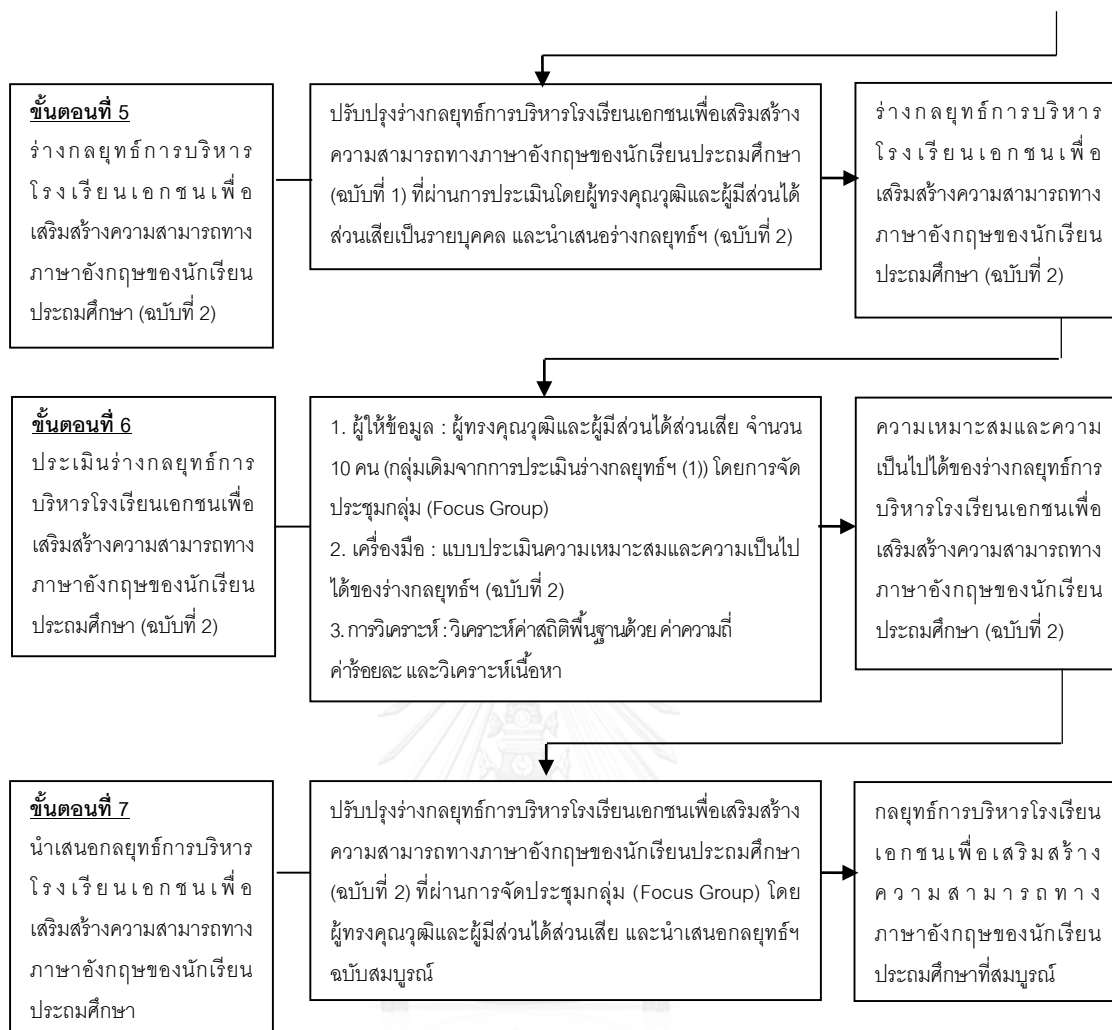 ขั้นตอนที่ 5
ร่างกลยุทธ์การบริหาร
โรงเรียนเอกชนเพื่อ
เสริมสร้างความสามารถทาง
ภาษาอังกฤษของนักเรียน
ประถมศึกษา (ฉบับที่ 2)
ปรับปรุงร่างกลยุทธ์การบริหารโรงเรียนเอกชนเพื่อเสริมสร้าง
ความสามารถทางภาษาอังกฤษของนักเรียนประถมศึกษา
(ฉบับที่ 1) ที่ผ่านการประเมินโดยผู้ทรงคุณวุฒิและผู้มีส่วนได้
ส่วนเสียเป็นรายบุคคล และนำเสนอร่างกลยุทธ์ฯ (ฉบับที่ 2)
ร่างกลยุทธ์การบริหาร
โรงเรียนเอกชนเพื่อ
เสริมสร้างความสามารถทาง
ภาษาอังกฤษของนักเรียน
ประถมศึกษา (ฉบับที่ 2)
ขั้นตอนที่ 6
ประเมินร่างกลยุทธ์การ
บริหารโรงเรียนเอกชนเพื่อ
เสริมสร้างความสามารถทาง
ภาษาอังกฤษของนักเรียน
ประถมศึกษา (ฉบับที่ 2)
1. ผู้ให้ข้อมูล : ผู้ทรงคุณวุฒิและผู้มีส่วนได้ส่วนเสีย จำนวน
10 คน (กลุ่มเดิมจากการประเมินร่างกลยุทธ์ฯ (1)) โดยการจัด
ประชุมกลุ่ม (Focus Group)
2. เครื่องมือ : แบบประเมินความเหมาะสมและความเป็นไป
ได้ของร่างกลยุทธ์ฯ (ฉบับที่ 2)
3. การวิเคราะห์ : วิเคราะห์ค่าสถิติพื้นฐานด้วย ค่าความถี่
ค่าร้อยละ และวิเคราะห์เนื้อหา
ความเหมาะสมและความ
เป็นไปได้ของร่างกลยุทธ์การ
บริหารโรงเรียนเอกชนเพื่อ
เสริมสร้างความสามารถทาง
ภาษาอังกฤษของนักเรียน
ประถมศึกษา (ฉบับที่ 2)
ขั้นตอนที่ 7
นำเสนอกลยุทธ์การบริหาร
โรงเรียนเอกชนเพื่อ
เสริมสร้างความสามารถทาง
ภาษาอังกฤษของนักเรียน
ประถมศึกษา
ปรับปรุงร่างกลยุทธ์การบริหารโรงเรียนเอกชนเพื่อเสริมสร้าง
ความสามารถทางภาษาอังกฤษของนักเรียนประถมศึกษา
(ฉบับที่ 2) ที่ผ่านการจัดประชุมกลุ่ม (Focus Group) โดย
ผู้ทรงคุณวุฒิและผู้มีส่วนได้ส่วนเสีย และนำเสนอกลยุทธ์ฯ
ฉบับสมบูรณ์
กลยุทธ์การบริหารโรงเรียน
เอกชนเพื่อเสริมสร้าง
ความสามารถทาง
ภาษาอังกฤษของนักเรียน
ประถมศึกษาที่สมบูรณ์